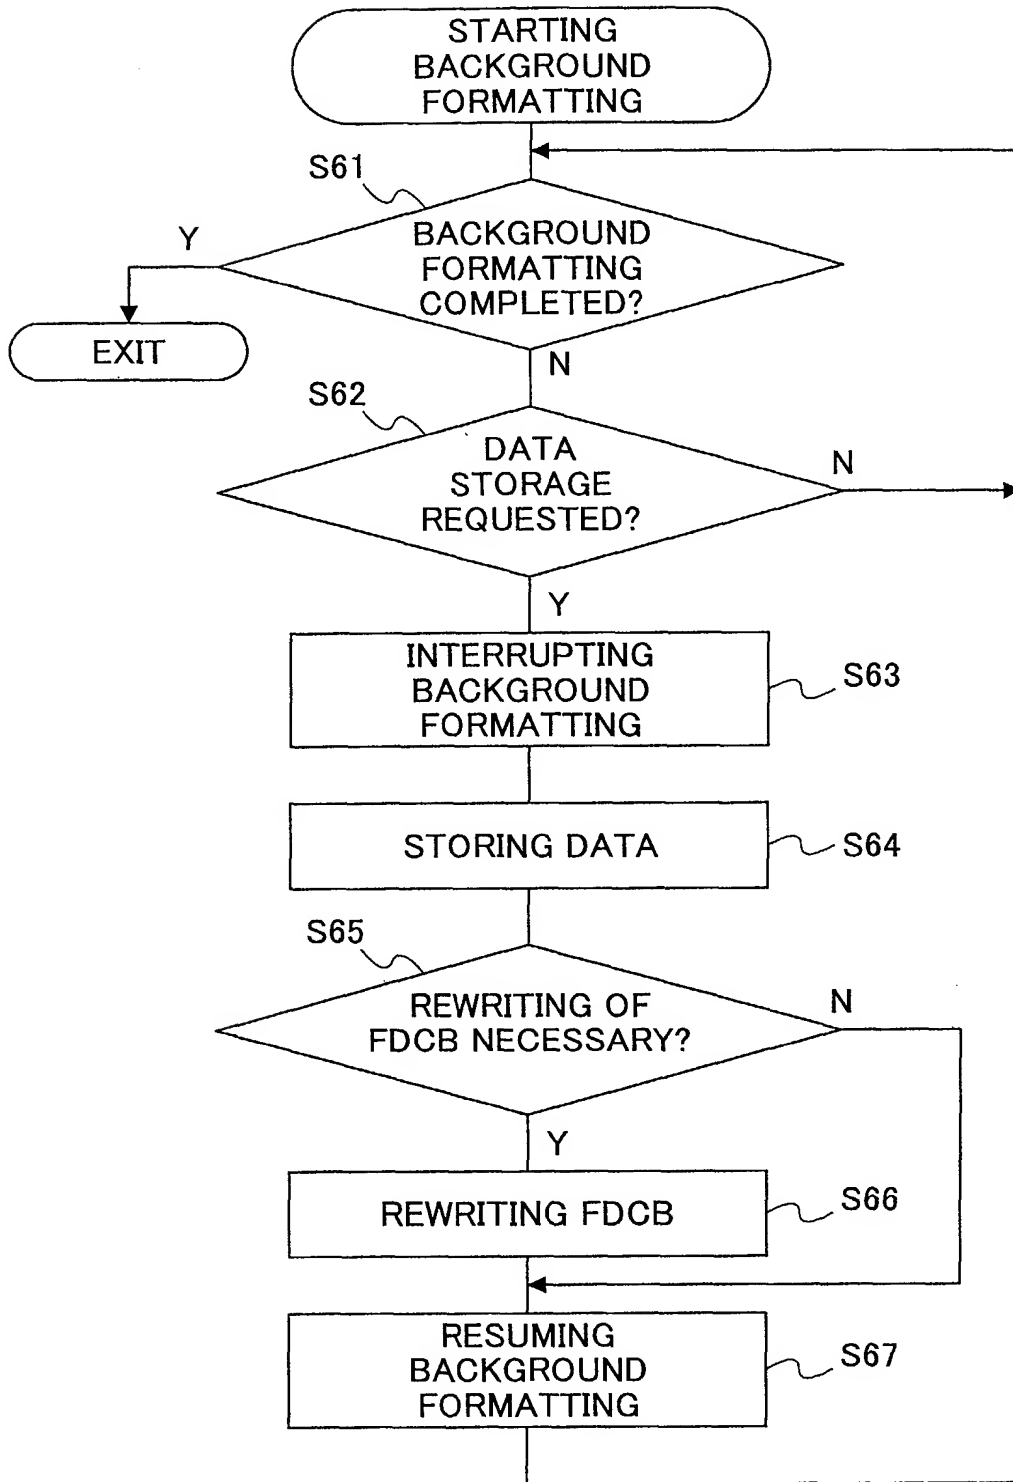 STARTING
BACKGROUND
FORMATTING
S61
BACKGROUND
FORMATTING
COMPLETED?
Y
EXIT
N
S62
DATA
STORAGE
REQUESTED?
N
Y
INTERRUPTING
BACKGROUND
FORMATTING
S63
STORING DATA
S64
S65
REWRITING OF
FDCB NECESSARY?
N
Y
REWRITING FDCB
S66
RESUMING
BACKGROUND
FORMATTING
S67